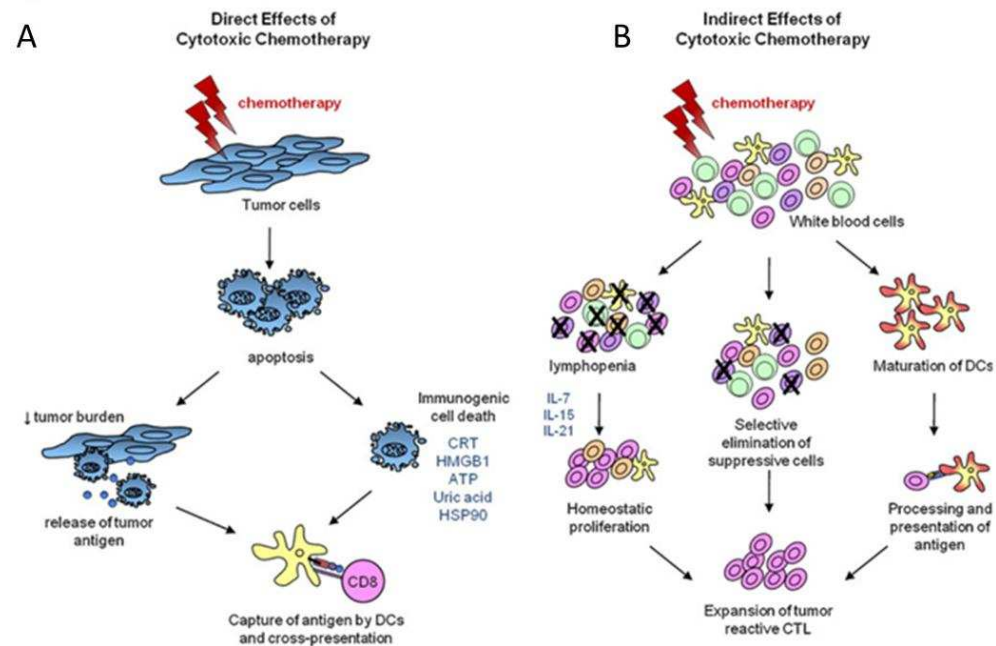 A
Direct Effects of
Cytotoxic Chemotherapy
chemotherapy
Tumor cells
apoptosis
↓tumor burden
release of tumor
antigen
Immunogenic
cell death
CRT
HMGB1
ATP
Uric acid
HSP90
CD8
Capture of antigen by DCs
and cross-presentation
B
Indirect Effects of
Cytotoxic Chemotherapy
chemotherapy
White blood cells
lymphopenia
IL-7
IL-15
IL-21
Homeostatic
proliferation
Selective
elimination of
suppressive cells
Maturation of DCs
Processing and
presentation of
antigen
Expansion of tumor
reactive CTL